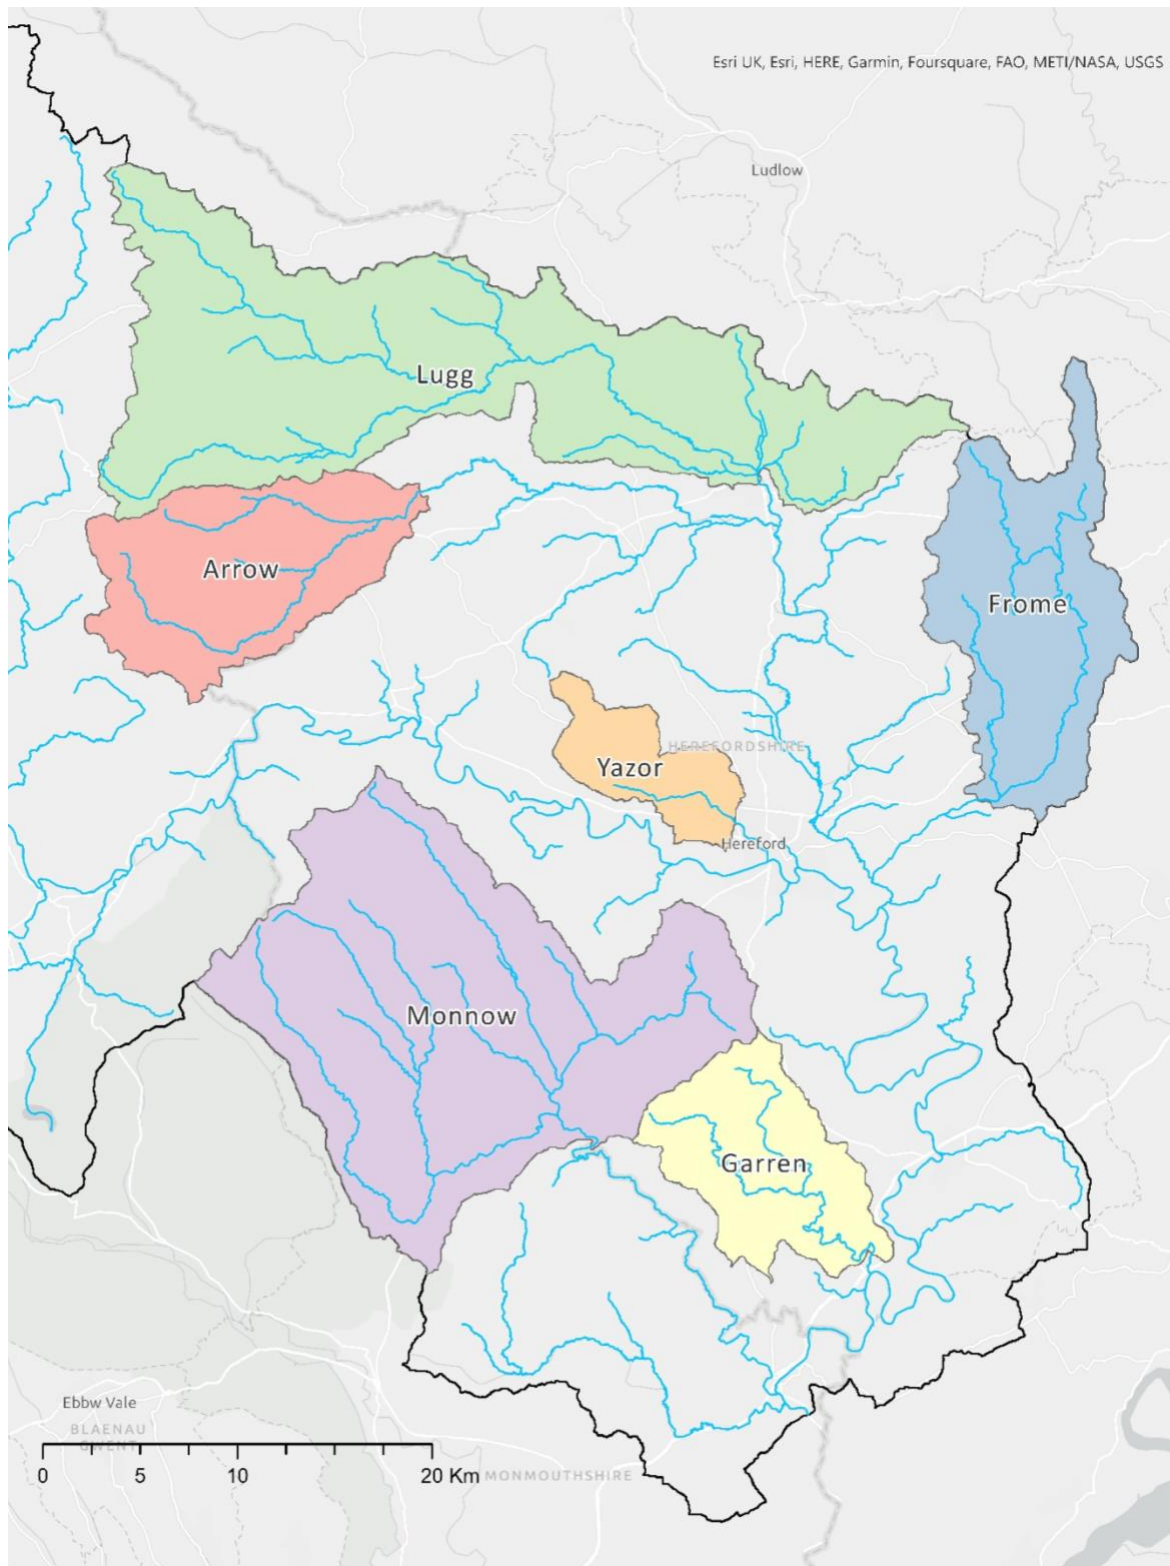 Esri UK, Esri, HERE, Garmin, Foursquare, FAO, METI/NASA, USGS
Ludlow
Lugg
Arrow
Frome
HEREFORDSHIRE
Yazor
Hereford
Monnow
Garren
Ebbw Vale
BLAENAU
GWENT
0 5 10 20 Km
MONMOUTHSHIRE